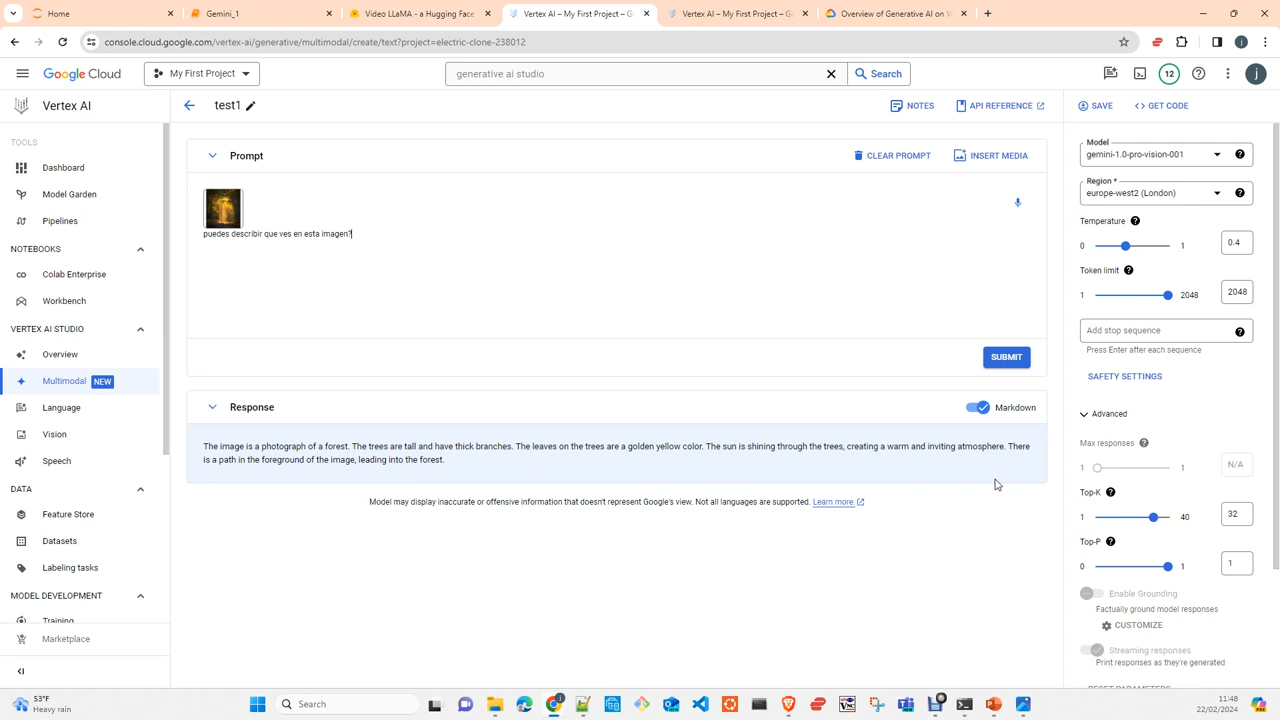 Home
Gemini_1
Video LLaMA - a Hugging Face
Vertex AI – My First Project – G
Vertex AI – My First Project – G
Overview of Generative AI on V
console.cloud.google.com/vertex-ai/generative/multimodal/create/text?project=electric-clone-238012
Google Cloud
My First Project
generative ai studio
Search
12
j
Vertex AI
test1
NOTES
API REFERENCE
SAVE
GET CODE
TOOLS
Dashboard
Model Garden
Pipelines
NOTEBOOKS
Colab Enterprise
Workbench
VERTEX AI STUDIO
Overview
Multimodal NEW
Language
Vision
Speech
DATA
Feature Store
Datasets
Labeling tasks
MODEL DEVELOPMENT
Training
Marketplace
Prompt
CLEAR PROMPT
INSERT MEDIA
puedes describir que ves en esta imagen?
SUBMIT
Response
Markdown
The image is a photograph of a forest. The trees are tall and have thick branches. The leaves on the trees are a golden yellow color. The sun is shining through the trees, creating a warm and inviting atmosphere. There
is a path in the foreground of the image, leading into the forest.
Model may display inaccurate or offensive information that doesn't represent Google's view. Not all languages are supported. Learn more.
Model
gemini-1.0-pro-vision-001
Region *
europe-west2 (London)
Temperature
0 1 0.4
Token limit
1 2048 2048
Add stop sequence
Press Enter after each sequence
SAFETY SETTINGS
Advanced
Max responses
1 1 N/A
Top-K
1 40 32
Top-P
0 1 1
Enable Grounding
Factually ground model responses
CUSTOMIZE
Streaming responses
Print responses as they're generated
RESET PARAMETERS
53°F
Heavy rain
Search
11:48
22/02/2024